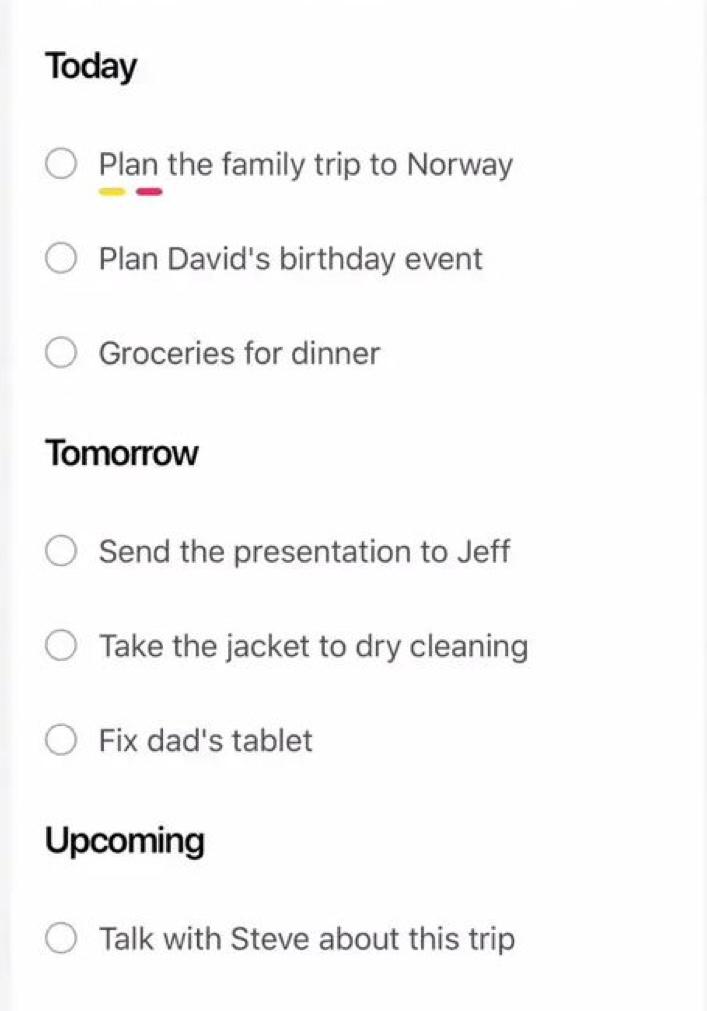 Today
Plan the family trip to Norway
Plan David's birthday event
Groceries for dinner
Tomorrow
Send the presentation to Jeff
Take the jacket to dry cleaning
Fix dad's tablet
Upcoming
Talk with Steve about this trip